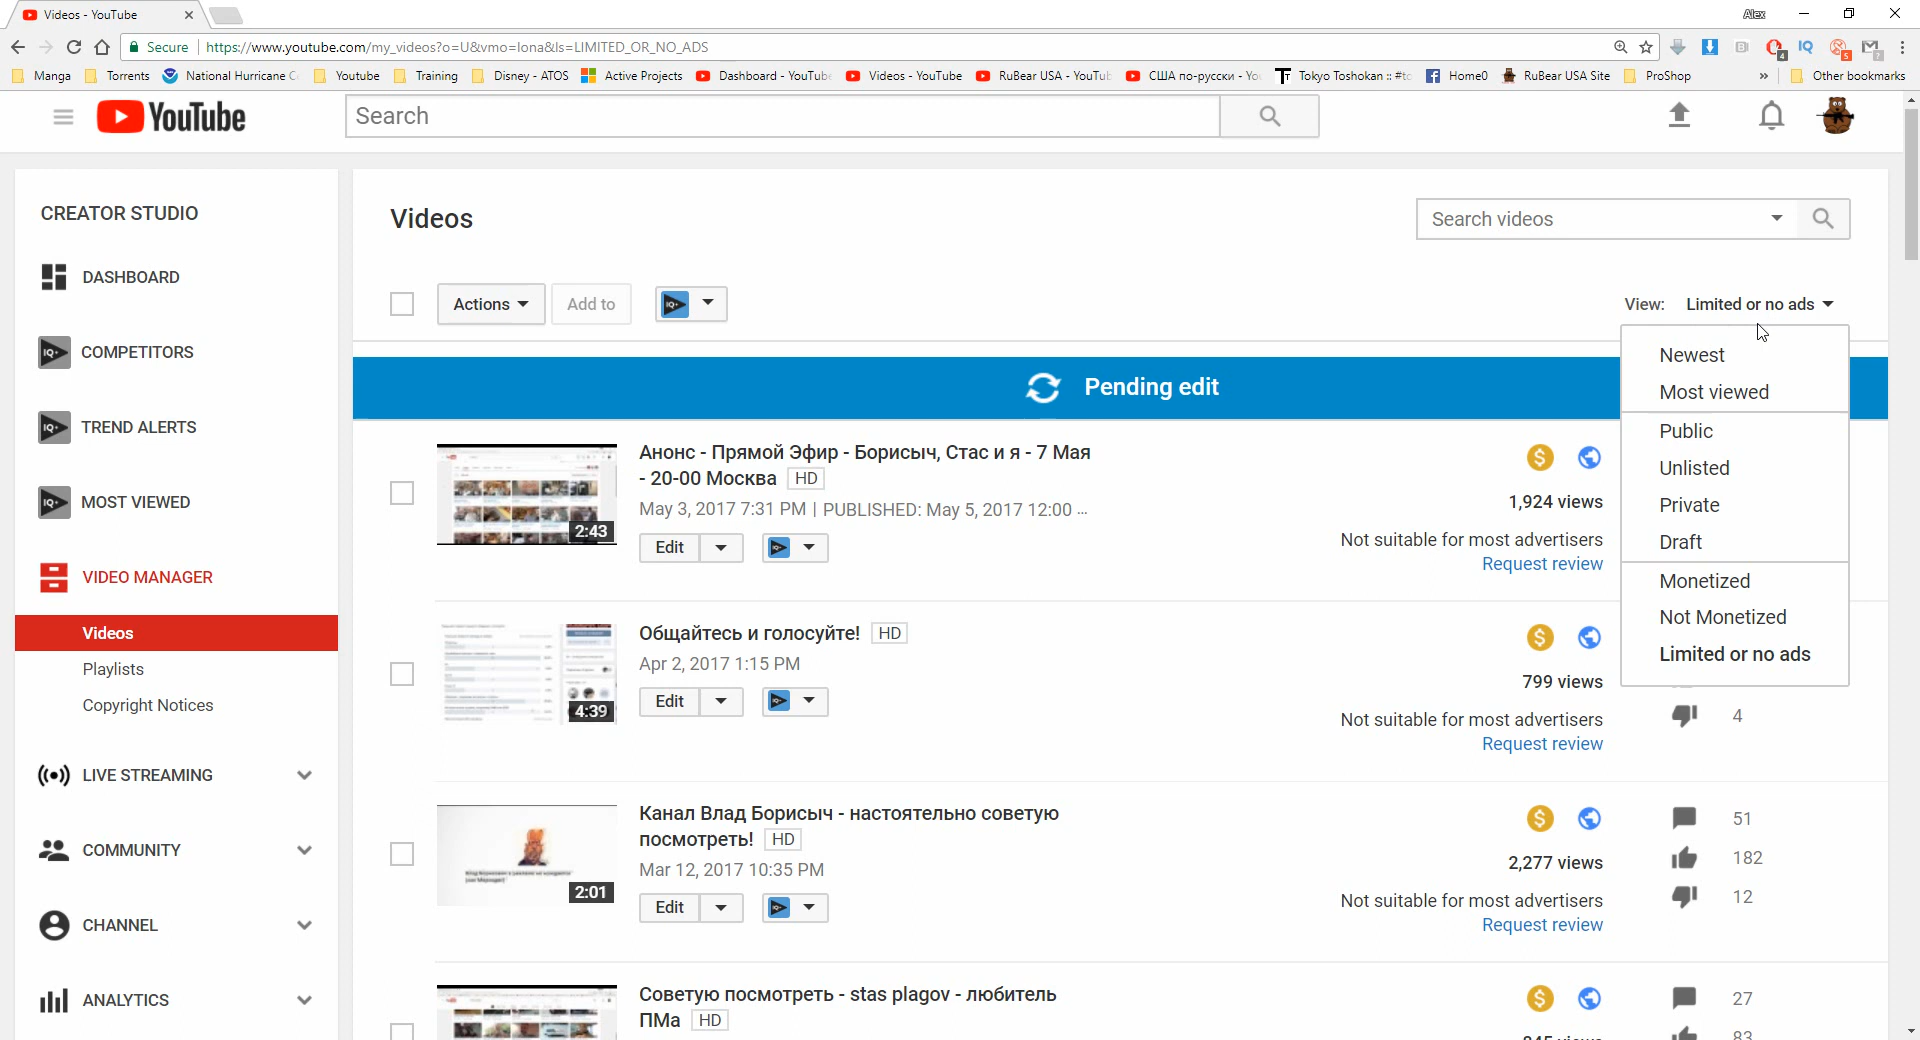 Videos - YouTube
Alex
Secure
https://www.youtube.com/my_videos?o=U&vmo=lona&ls=LIMITED_OR_NO_ADS
Manga
Torrents
National Hurricane C
Youtube
Training
Disney - ATOS
Active Projects
Dashboard - YouTube
Videos - YouTube
RuBear USA - YouTu
США по-русски - Yo
Tokyo Toshokan :: #to
Home0
RuBear USA Site
ProShop
»
Other bookmarks
YouTube
Search
CREATOR STUDIO
DASHBOARD
COMPETITORS
TREND ALERTS
MOST VIEWED
VIDEO MANAGER
Videos
Playlists
Copyright Notices
LIVE STREAMING
COMMUNITY
CHANNEL
ANALYTICS
Videos
Search videos
Actions
Add to
View: Limited or no ads
Newest
Most viewed
Public
Unlisted
Private
Draft
Monetized
Not Monetized
Limited or no ads
Pending edit
2:43
Анонс - Прямой Эфир - Борисыч, Стас и я - 7 Мая
- 20-00 Москва HD
May 3, 2017 7:31 PM | PUBLISHED: May 5, 2017 12:00 ...
Edit
1,924 views
Not suitable for most advertisers
Request review
4:39
Общайтесь и голосуйте! HD
Apr 2, 2017 1:15 PM
Edit
799 views
Not suitable for most advertisers
Request review
4
2:01
Канал Влад Борисыч - настоятельно советую
посмотреть! HD
Mar 12, 2017 10:35 PM
Edit
2,277 views
Not suitable for most advertisers
Request review
51
182
12
Советую посмотреть - stas plagov - любитель
ПМа HD
27
83